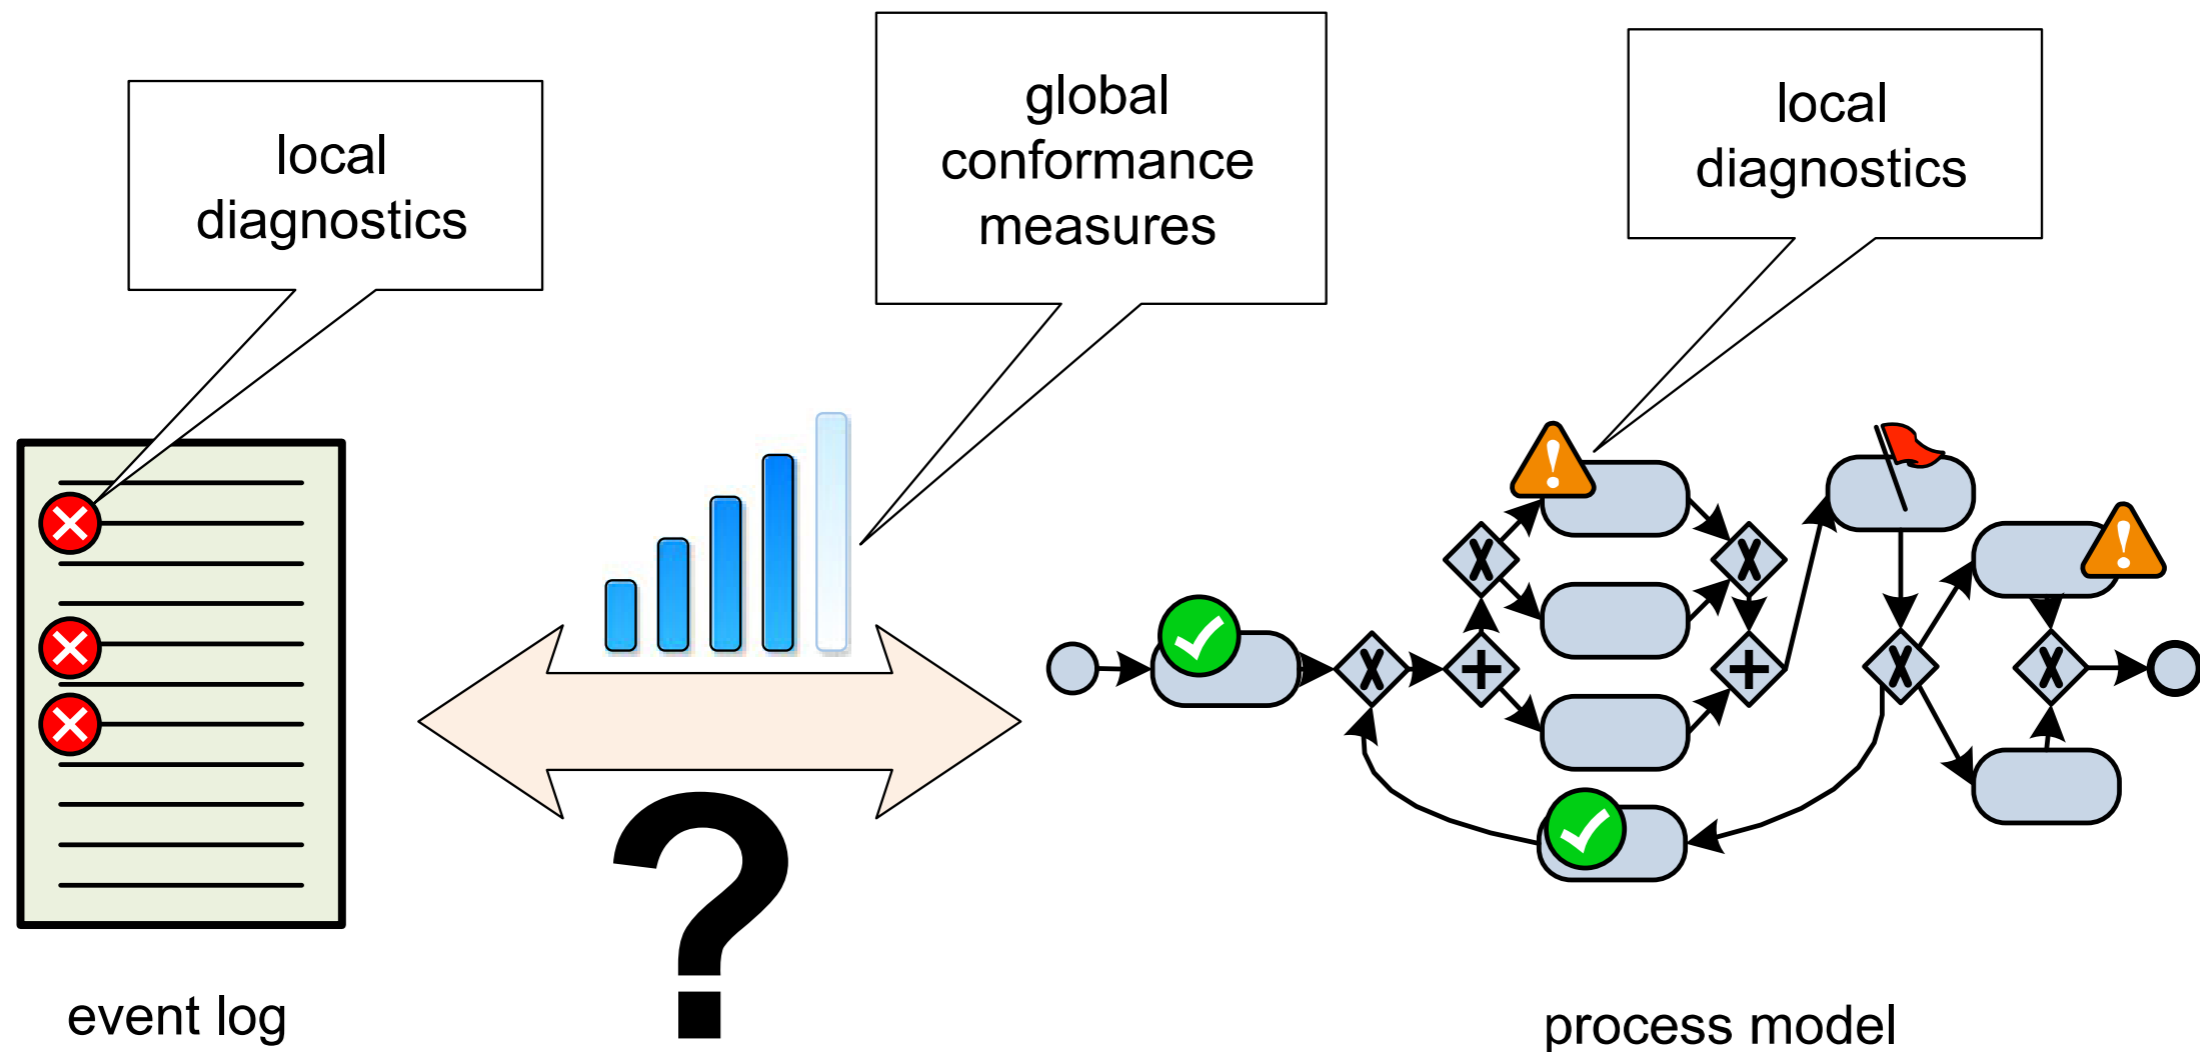 local
diagnostics
global
conformance
measures
local
diagnostics
?
event log
process model